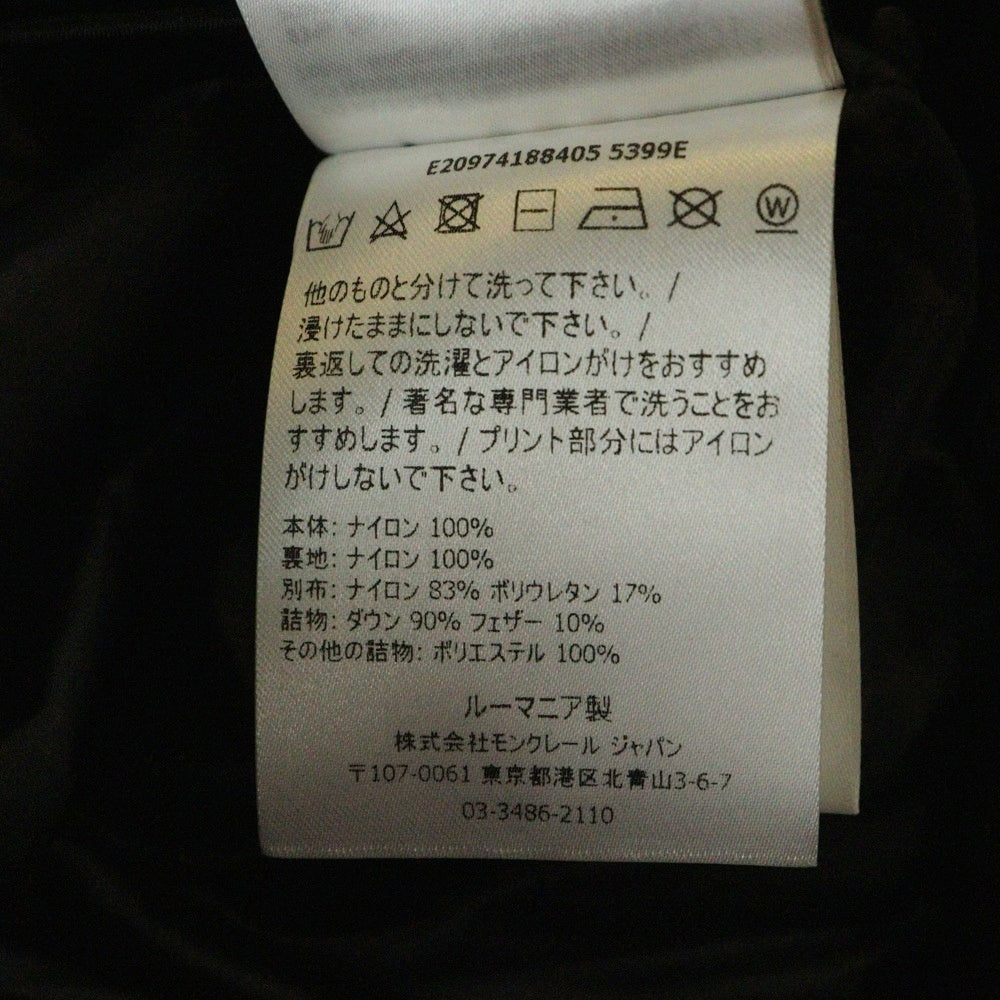 E20974188405 5399E
W
他のものと分けて洗って下さい。/
浸けたままにしないで下さい。/
裏返しての洗濯とアイロンがけをおすすめ
します。/ 著名な専門業者で洗うことをお
すすめします。/ プリント部分にはアイロン
がけしないで下さい。
本体: ナイロン 100%
裏地: ナイロン 100%
別布: ナイロン 83% ポリウレタン 17%
詰物: ダウン 90% フェザー 10%
その他の詰物: ポリエステル 100%
ルーマニア製
株式会社モンクレール ジャパン
〒107-0061 東京都港区北青山3-6-7
03-3486-2110